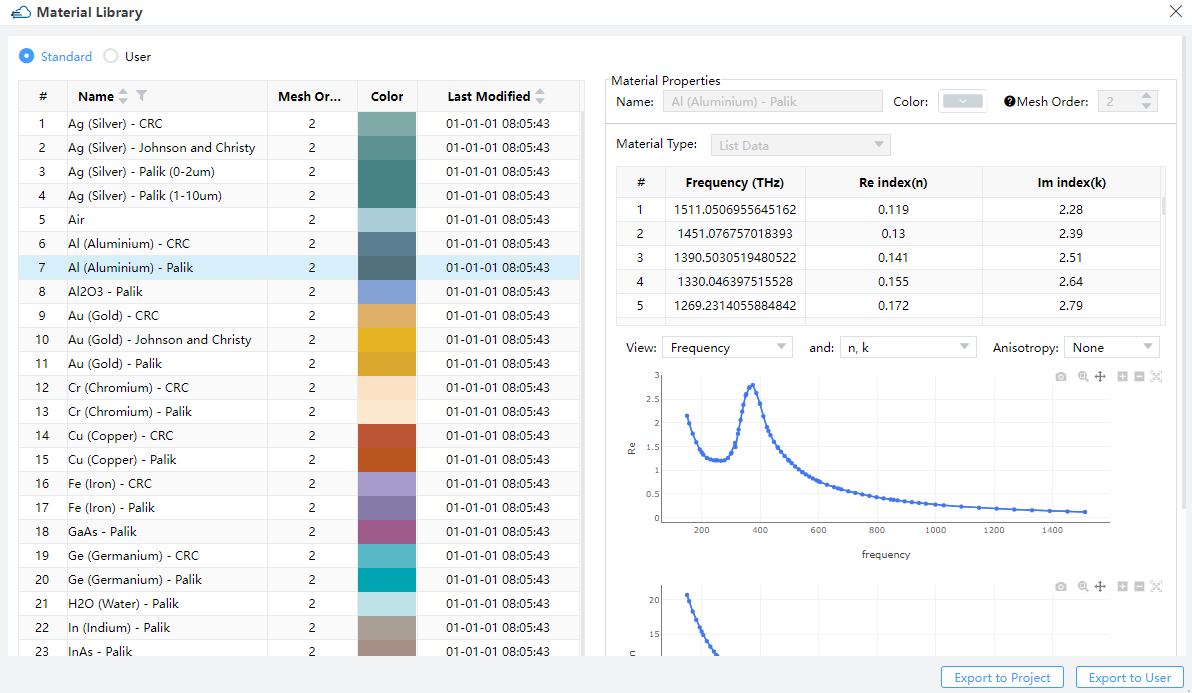 Material Library
Standard User
# Name Mesh Or... Color Last Modified
1 Ag (Silver) - CRC 2 01-01-01 08:05:43
2 Ag (Silver) - Johnson and Christy 2 01-01-01 08:05:43
3 Ag (Silver) - Palik (0-2um) 2 01-01-01 08:05:43
4 Ag (Silver) - Palik (1-10um) 2 01-01-01 08:05:43
5 Air 2 01-01-01 08:05:43
6 Al (Aluminium) - CRC 2 01-01-01 08:05:43
7 Al (Aluminium) - Palik 2 01-01-01 08:05:43
8 Al2O3 - Palik 2 01-01-01 08:05:43
9 Au (Gold) - CRC 2 01-01-01 08:05:43
10 Au (Gold) - Johnson and Christy 2 01-01-01 08:05:43
11 Au (Gold) - Palik 2 01-01-01 08:05:43
12 Cr (Chromium) - CRC 2 01-01-01 08:05:43
13 Cr (Chromium) - Palik 2 01-01-01 08:05:43
14 Cu (Copper) - CRC 2 01-01-01 08:05:43
15 Cu (Copper) - Palik 2 01-01-01 08:05:43
16 Fe (Iron) - CRC 2 01-01-01 08:05:43
17 Fe (Iron) - Palik 2 01-01-01 08:05:43
18 GaAs - Palik 2 01-01-01 08:05:43
19 Ge (Germanium) - CRC 2 01-01-01 08:05:43
20 Ge (Germanium) - Palik 2 01-01-01 08:05:43
21 H2O (Water) - Palik 2 01-01-01 08:05:43
22 In (Indium) - Palik 2 01-01-01 08:05:43
23 InAs - Palik 2 01-01-01 08:05:43
Material Properties
Name: Al (Aluminium) - Palik Color: ?Mesh Order: 2
Material Type: List Data
# Frequency (THz) Re index(n) Im index(k)
1 1511.0506955645162 0.119 2.28
2 1451.076757018393 0.13 2.39
3 1390.5030519480522 0.141 2.51
4 1330.046397515528 0.155 2.64
5 1269.2314055884842 0.172 2.79
View: Frequency and: n, k Anisotropy: None
3
2.5
2
1.5
1
0.5
0
Re
200 400 600 800 1000 1200 1400
frequency
20
15
Export to Project Export to User